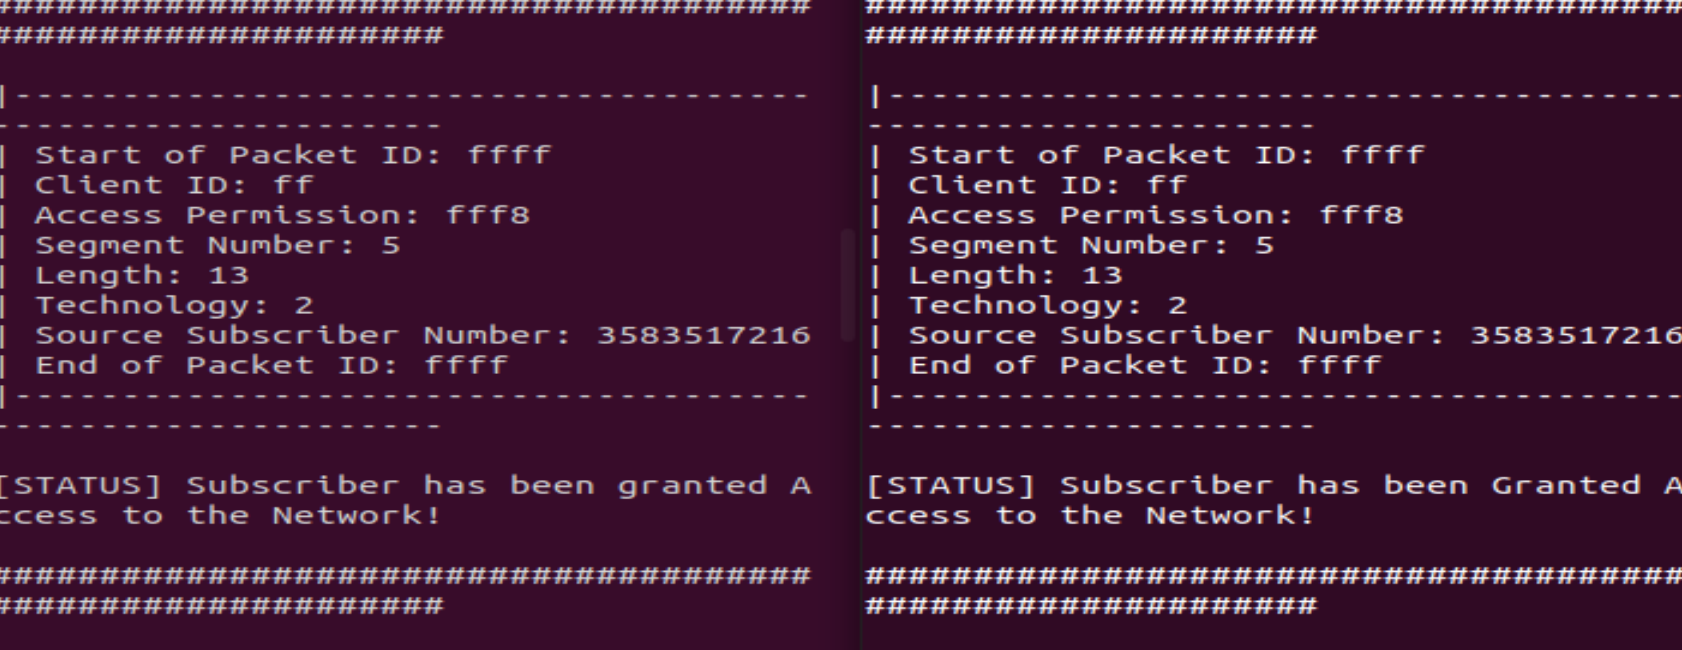 ######################################
#####################
|-------------------------------------
---------------------
| Start of Packet ID: ffff
| Client ID: ff
| Access Permission: fff8
| Segment Number: 5
| Length: 13
| Technology: 2
| Source Subscriber Number: 3583517216
| End of Packet ID: ffff
|-------------------------------------
---------------------
[STATUS] Subscriber has been granted A
ccess to the Network!
######################################
#####################
######################################
#####################
|-------------------------------------
---------------------
| Start of Packet ID: ffff
| Client ID: ff
| Access Permission: fff8
| Segment Number: 5
| Length: 13
| Technology: 2
| Source Subscriber Number: 3583517216
| End of Packet ID: ffff
|-------------------------------------
---------------------
[STATUS] Subscriber has been Granted A
ccess to the Network!
######################################
#####################